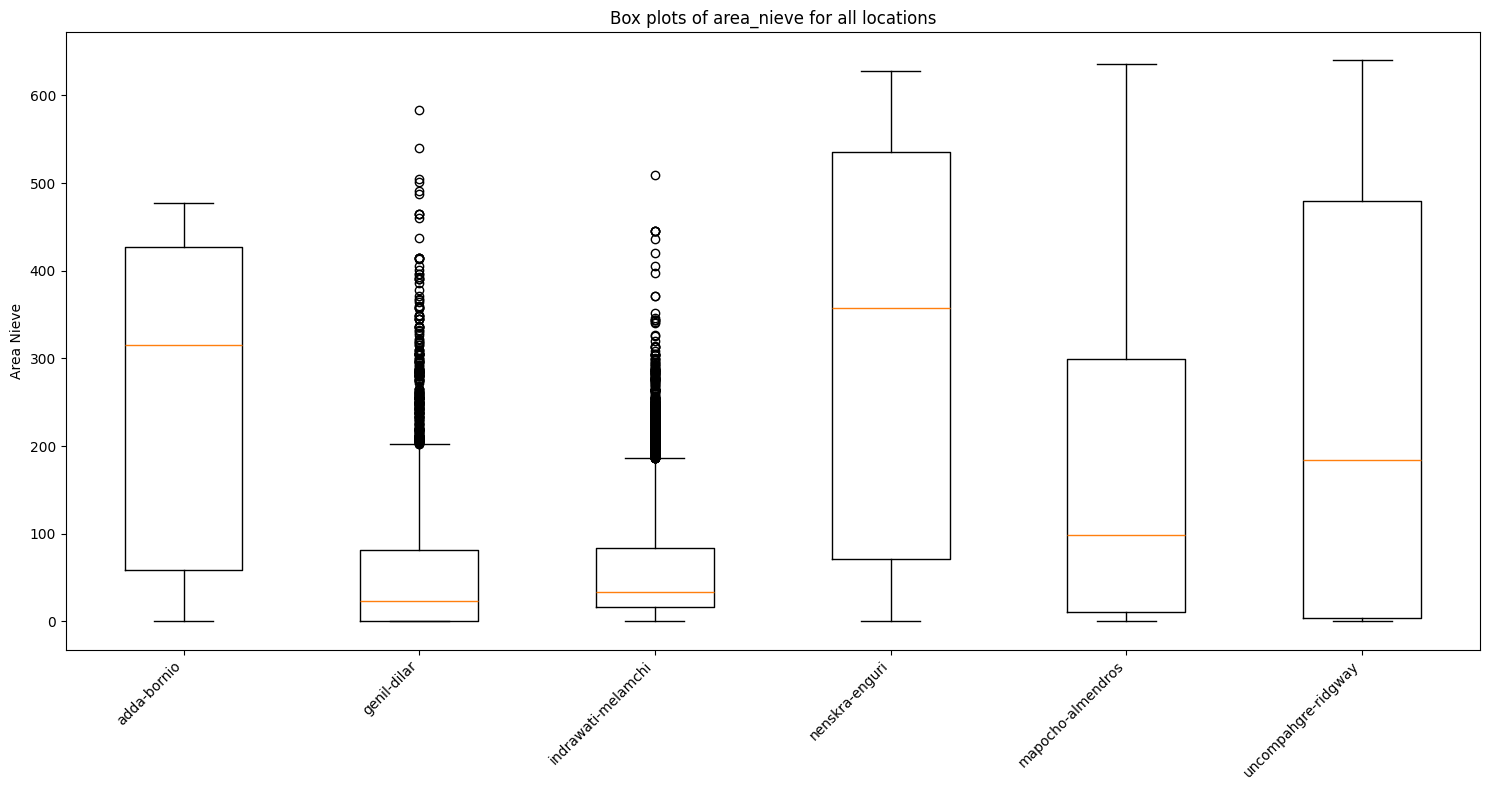 Box plots of area_nieve for all locations
Area Nieve
600
500
400
300
200
100
0
adda-bornio
genil-dilar
indrawati-melamchi
nenskra-enguri
mapocho-almendros
uncompahgre-ridgway